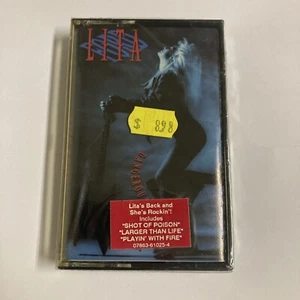 LITA
$ 8.98
DANGEROUS
Lita's Back and
She's Rockin'!
Includes
"SHOT OF POISON"
"LARGER THAN LIFE"
"PLAYIN' WITH FIRE"
07863-61025-4